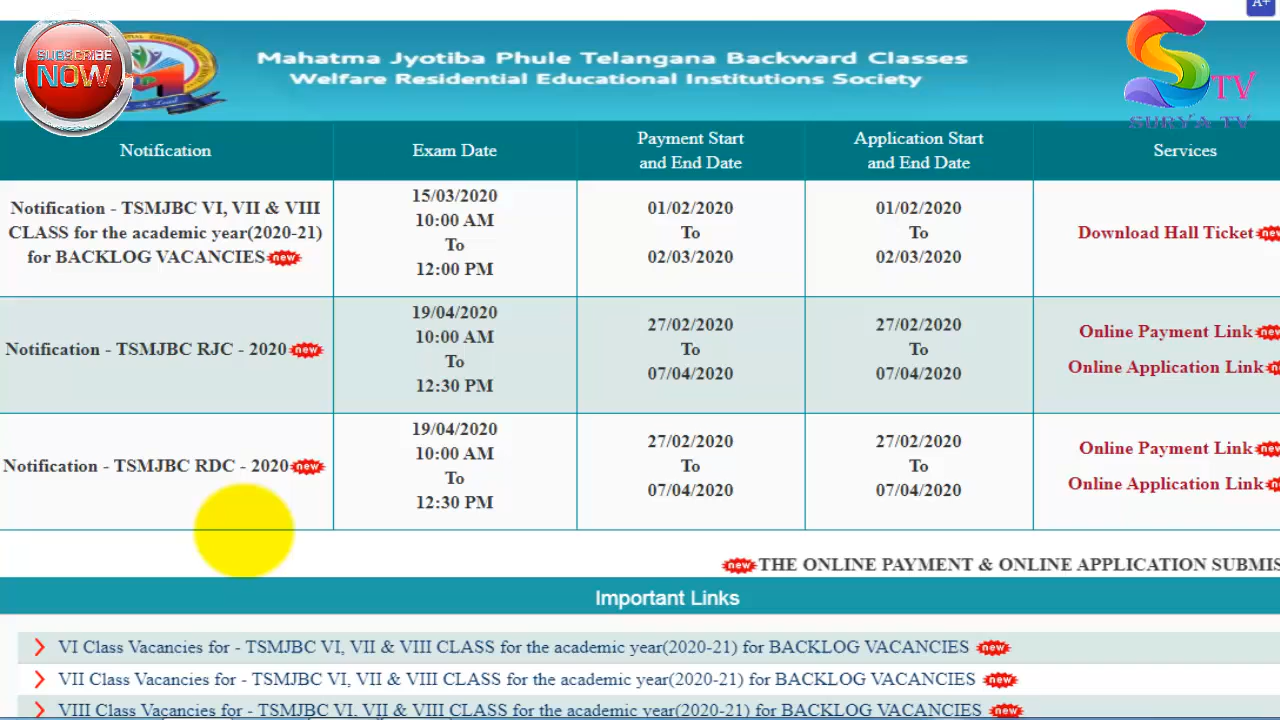 A+
SUBSCRIBE
NOW
Mahatma Jyotiba Phule Telangana Backward Classes
Welfare Residential Educational Institutions Society
TV
SURYA TV
Notification
Exam Date
Payment Start
and End Date
Application Start
and End Date
Services
Notification - TSMJBC VI, VII & VIII
CLASS for the academic year(2020-21)
for BACKLOG VACANCIES new
15/03/2020
10:00 AM
To
12:00 PM
01/02/2020
To
02/03/2020
01/02/2020
To
02/03/2020
Download Hall Ticket new
Notification - TSMJBC RJC - 2020 new
19/04/2020
10:00 AM
To
12:30 PM
27/02/2020
To
07/04/2020
27/02/2020
To
07/04/2020
Online Payment Link new
Online Application Link
Notification - TSMJBC RDC - 2020 new
19/04/2020
10:00 AM
To
12:30 PM
27/02/2020
To
07/04/2020
27/02/2020
To
07/04/2020
Online Payment Link new
Online Application Link
new THE ONLINE PAYMENT & ONLINE APPLICATION SUBMIS
Important Links
VI Class Vacancies for - TSMJBC VI, VII & VIII CLASS for the academic year(2020-21) for BACKLOG VACANCIES new
VII Class Vacancies for - TSMJBC VI, VII & VIII CLASS for the academic year(2020-21) for BACKLOG VACANCIES new
VIII Class Vacancies for - TSMJBC VI, VII & VIII CLASS for the academic year(2020-21) for BACKLOG VACANCIES new